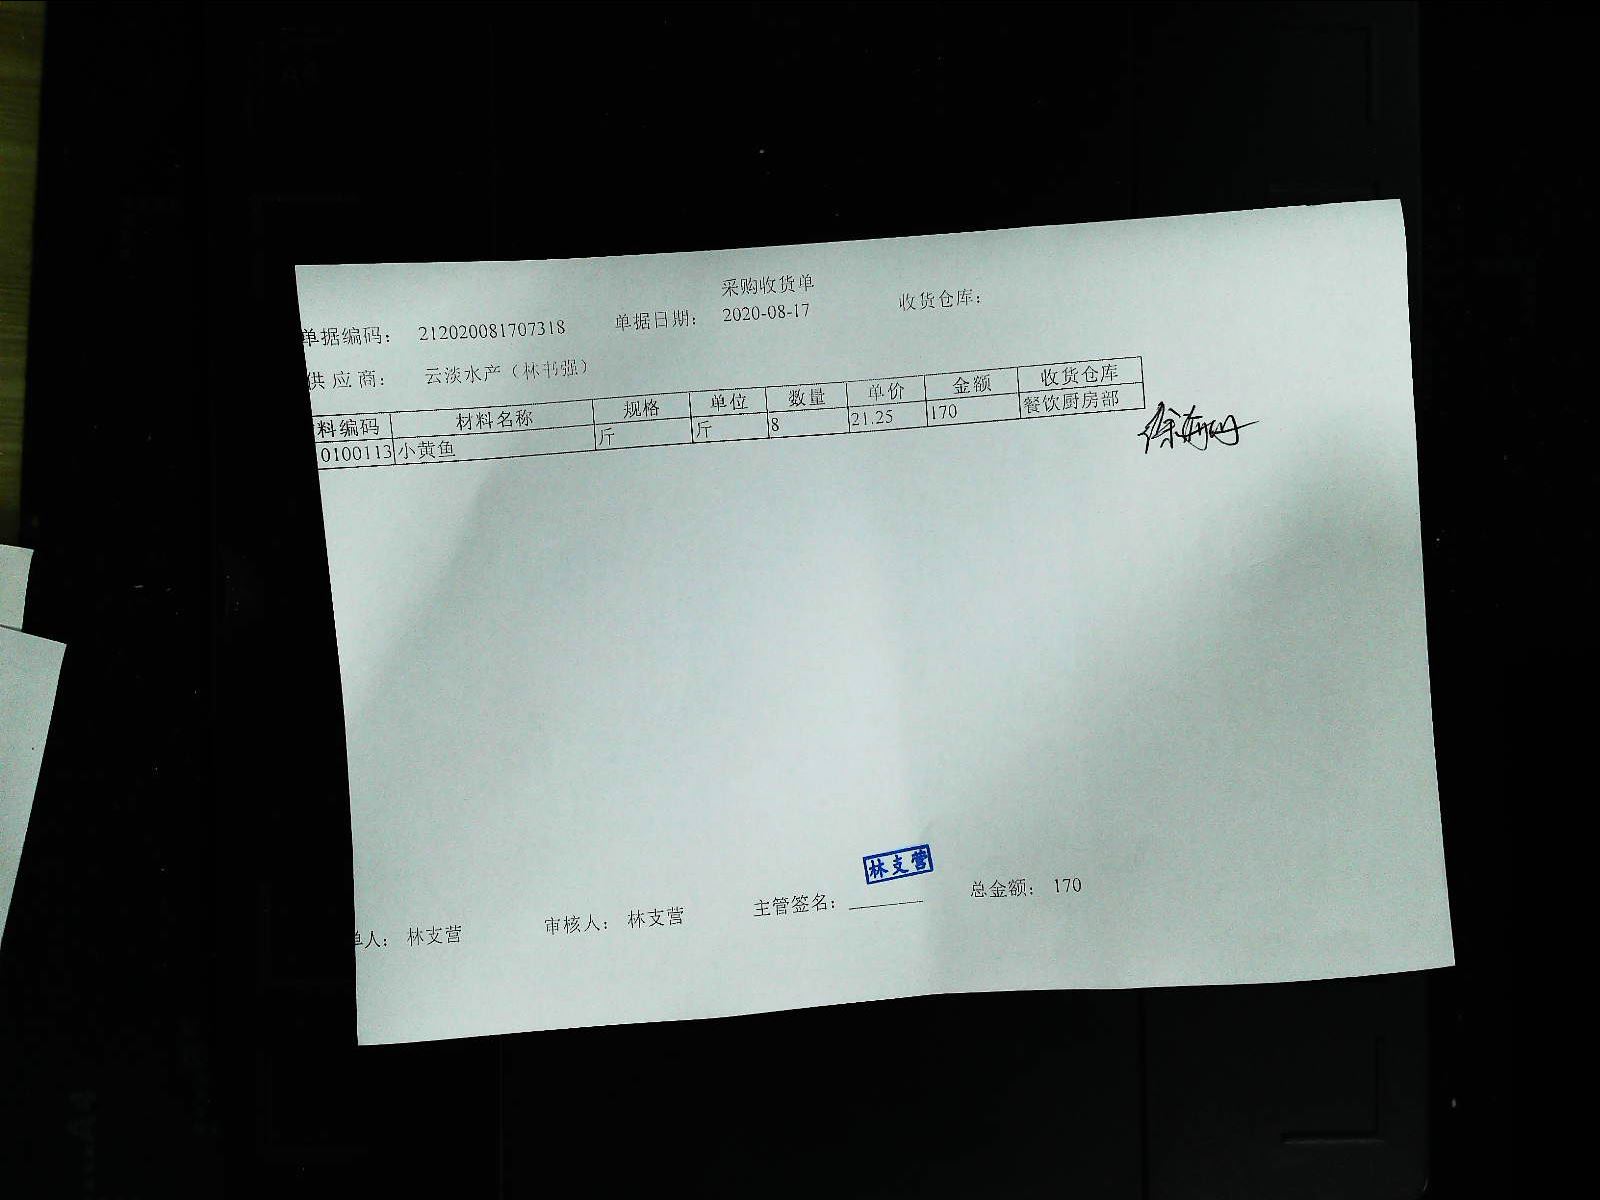 采购收货单
单据编码: 212020081707318 单据日期: 2020-08-17 收货仓库:
供应商: 云淡水产（林书强）
料编码 材料名称 规格 单位 数量 单价 金额 收货仓库
0100113 小黄鱼 斤 斤 8 21.25 170 餐饮厨房部
林支营
单人: 林支营 审核人: 林支营 主管签名: 总金额: 170